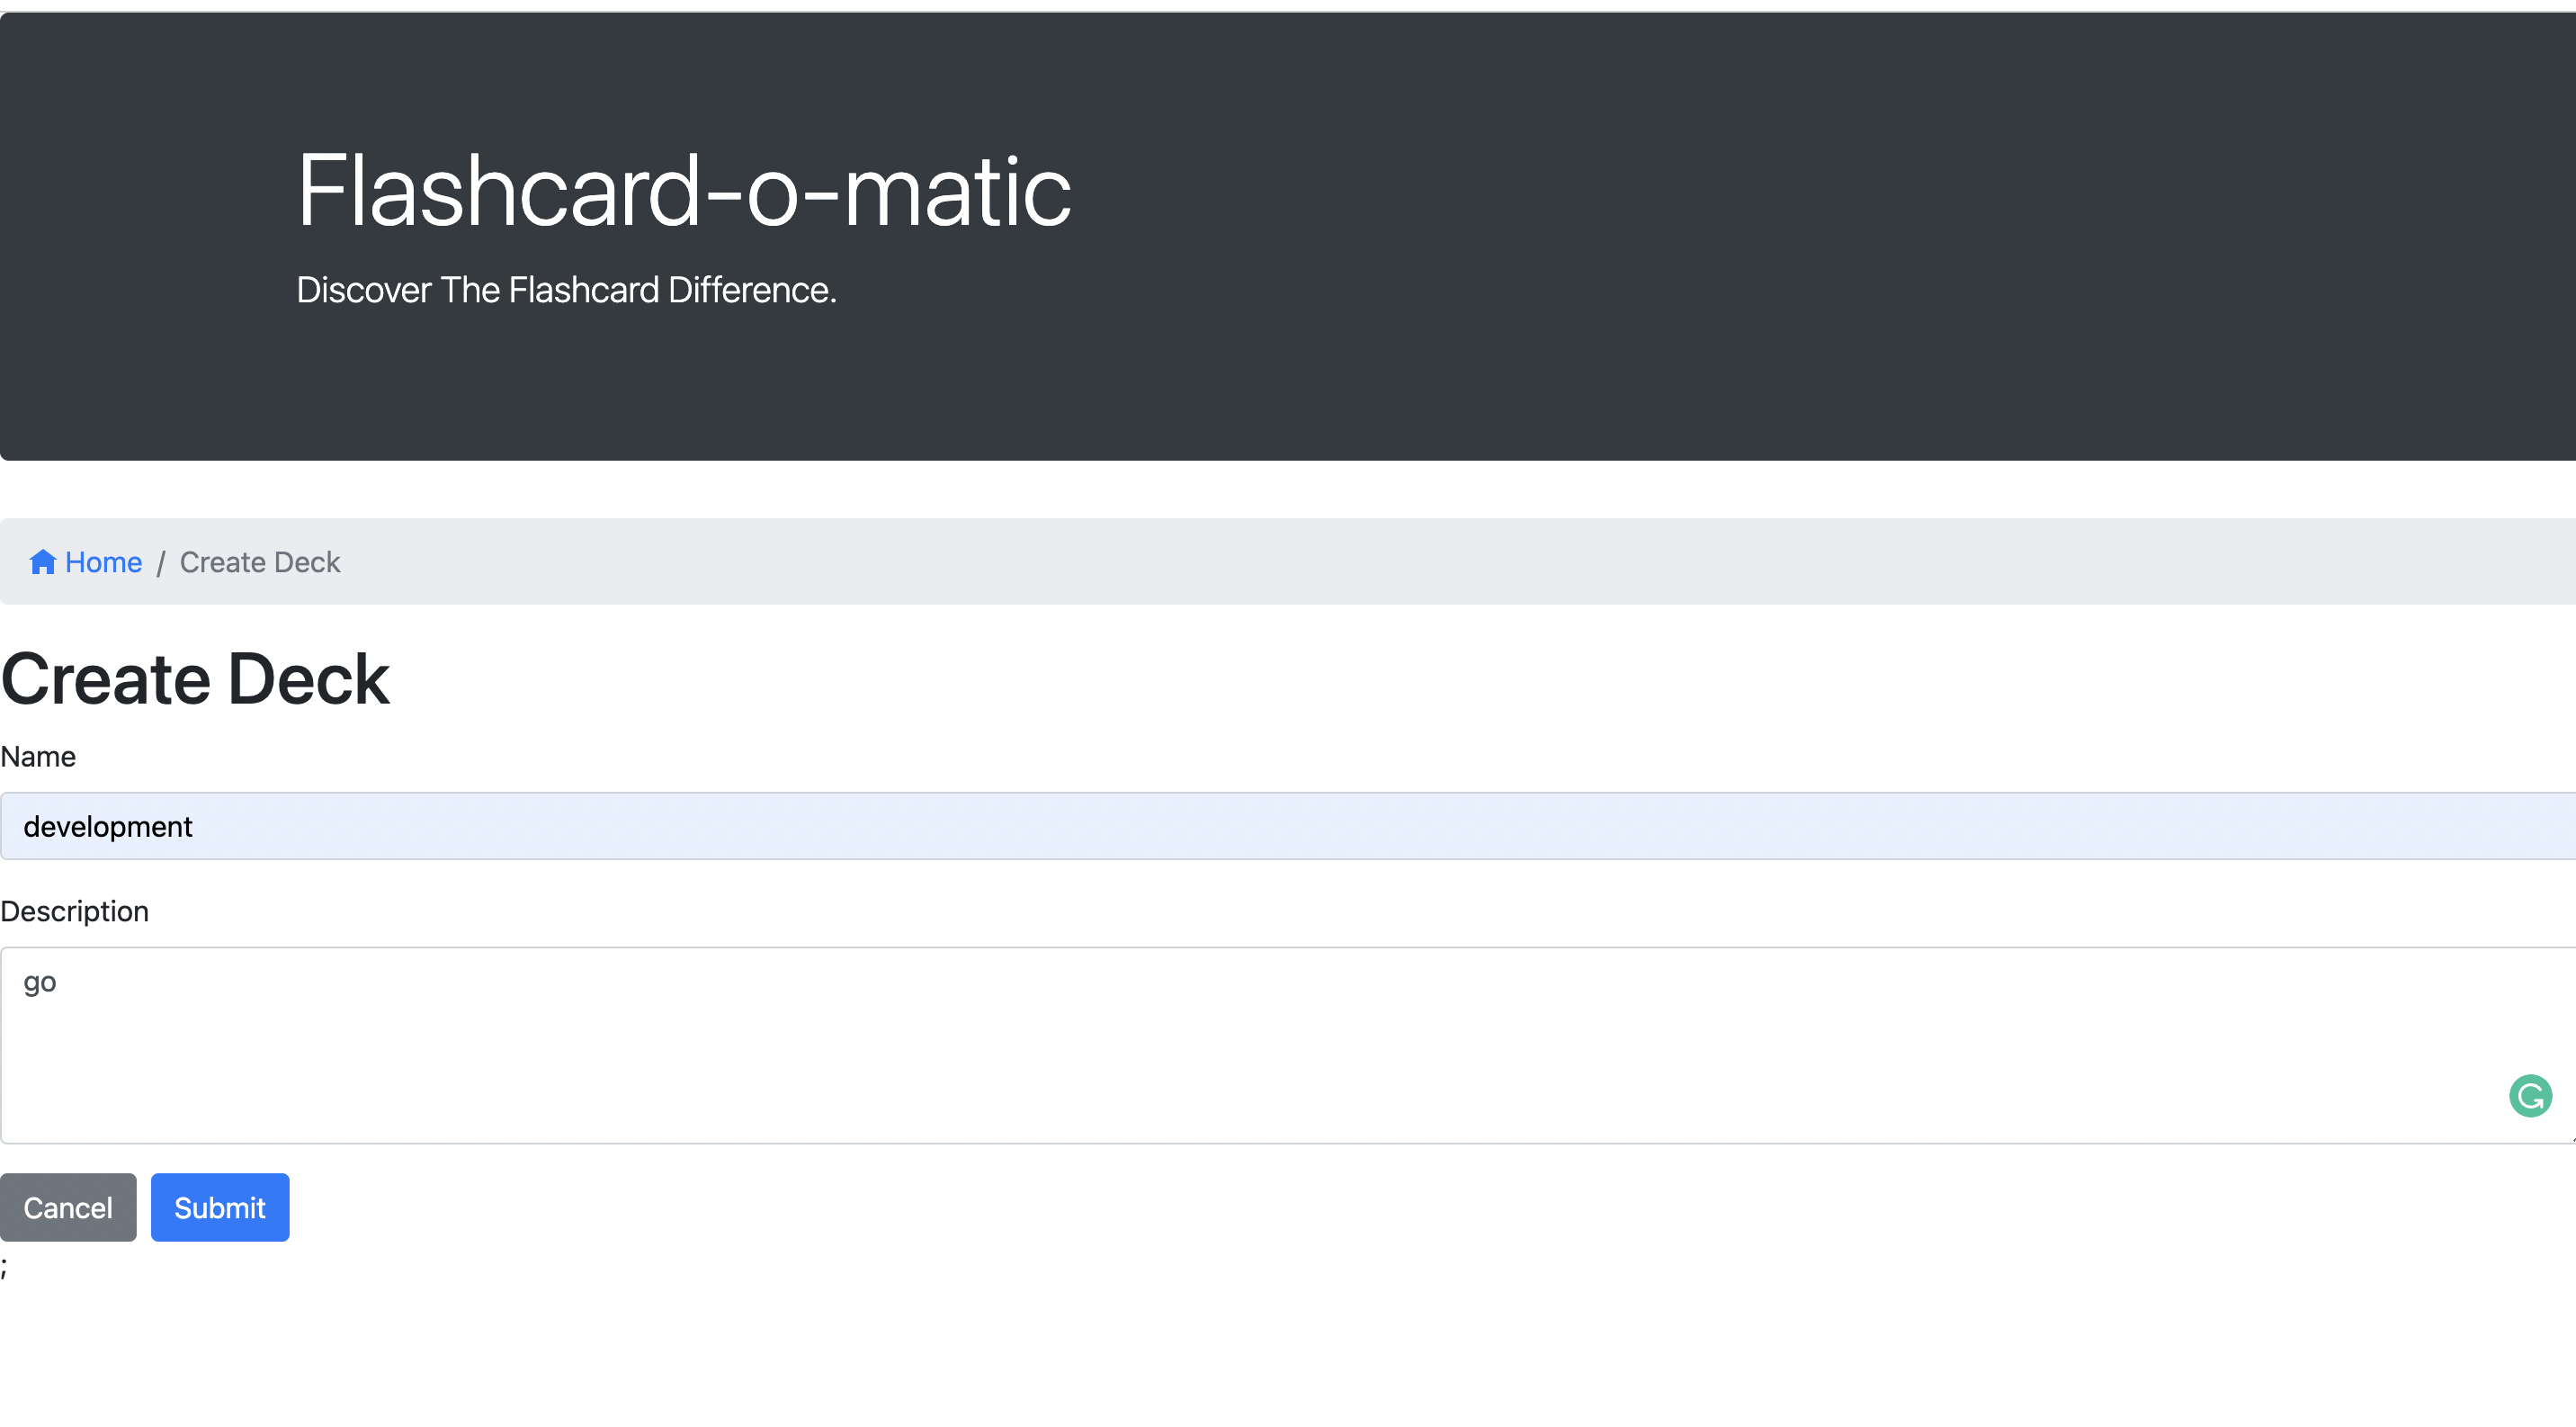 Flashcard-o-matic
Discover The Flashcard Difference.
Home / Create Deck
Create Deck
Name
development
Description
go
Cancel Submit
;